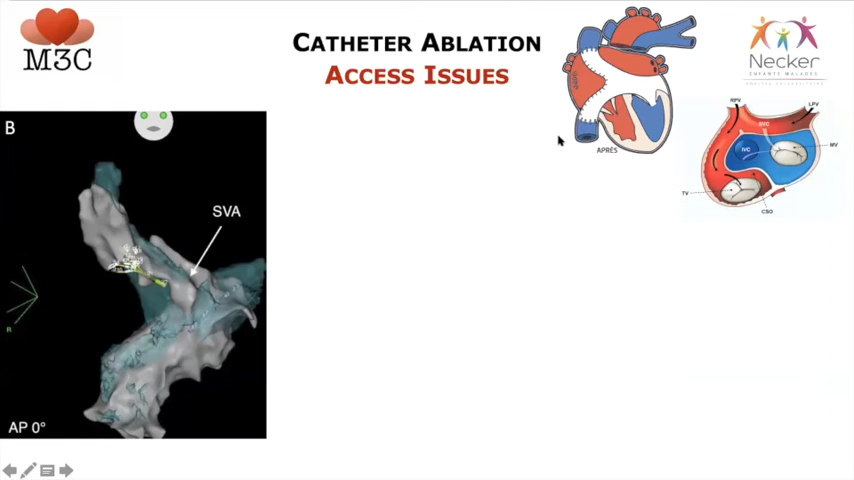 M3C
CATHETER ABLATION
ACCESS ISSUES
Necker
ENFANTS MALADES
APRÈS
RPV
LPV
SVC
IVC
MV
TV
CSO
B
SVA
R
AP 0°